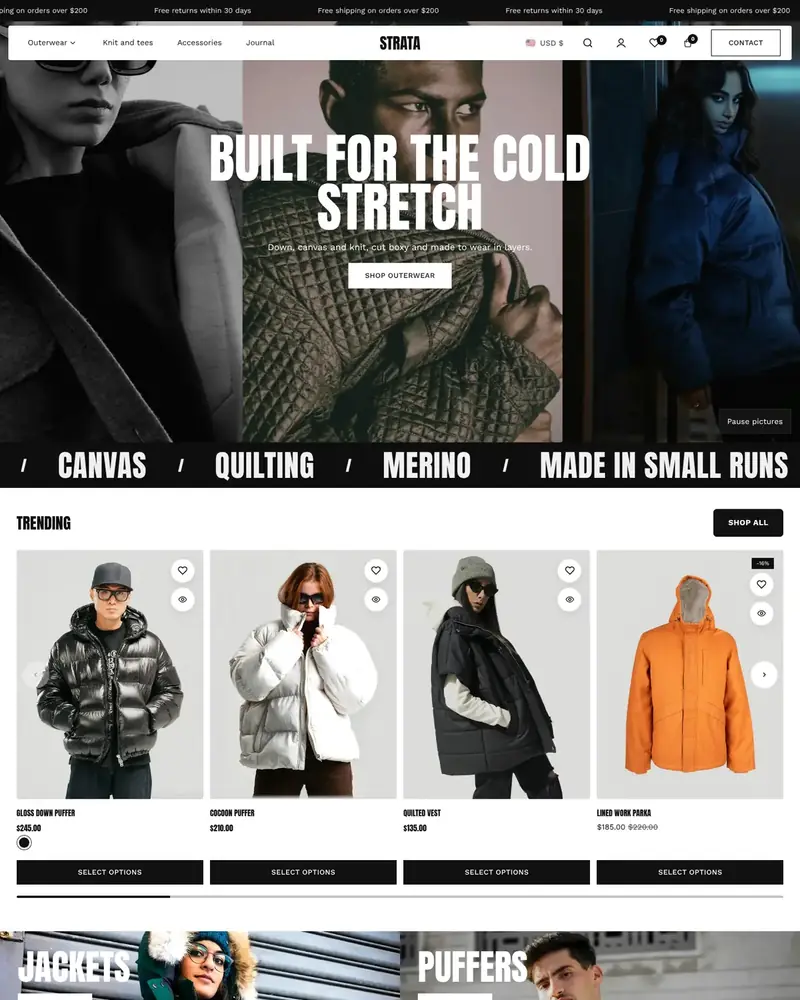 ping on orders over $200 Free returns within 30 days Free shipping on orders over $200 Free returns within 30 days Free shipping on orders over $200
Outerwear Knit and tees Accessories Journal STRATA USD $ 0 0 CONTACT
BUILT FOR THE COLD
STRETCH
Down, canvas and knit, cut boxy and made to wear in layers.
SHOP OUTERWEAR
Pause pictures
/ CANVAS / QUILTING / MERINO / MADE IN SMALL RUNS
TRENDING SHOP ALL
-16%
GLOSS DOWN PUFFER COCOON PUFFER QUILTED VEST LINED WORK PARKA
$245.00 $210.00 $135.00 $185.00 $220.00
SELECT OPTIONS SELECT OPTIONS SELECT OPTIONS SELECT OPTIONS
JACKETS PUFFERS